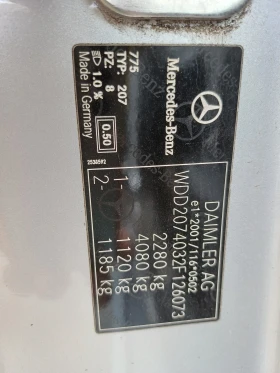 DAIMLER AG
e1*2001/116*0502
WDD2074032F126073
2280 kg
4080 kg
1- 1120 kg
2- 1185 kg
Mercedes-Benz
775
TYP: 207
PZ: 8
1.0 %
0.50
Made in Germany